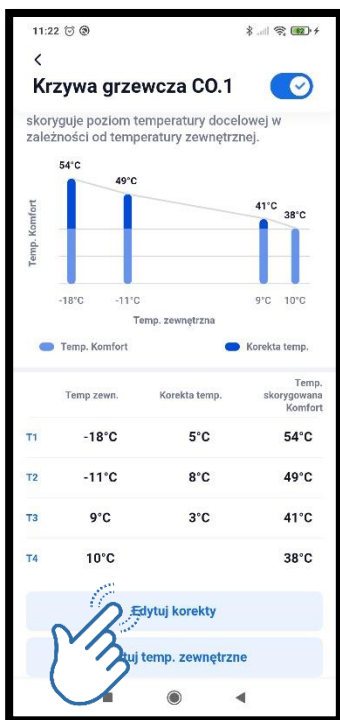 11:22
92
Krzywa grzewcza CO.1
skoryguje poziom temperatury docelowej w
zależności od temperatury zewnętrznej.
54°C
49°C
41°C
38°C
Temp. Komfort
-18°C -11°C 9°C 10°C
Temp. zewnętrzna
Temp. Komfort Korekta temp.
Temp zewn. Korekta temp. Temp.
skorygowana
Komfort
T1 -18°C 5°C 54°C
T2 -11°C 8°C 49°C
T3 9°C 3°C 41°C
T4 10°C 38°C
Edytuj korekty
tuj temp. zewnętrzne